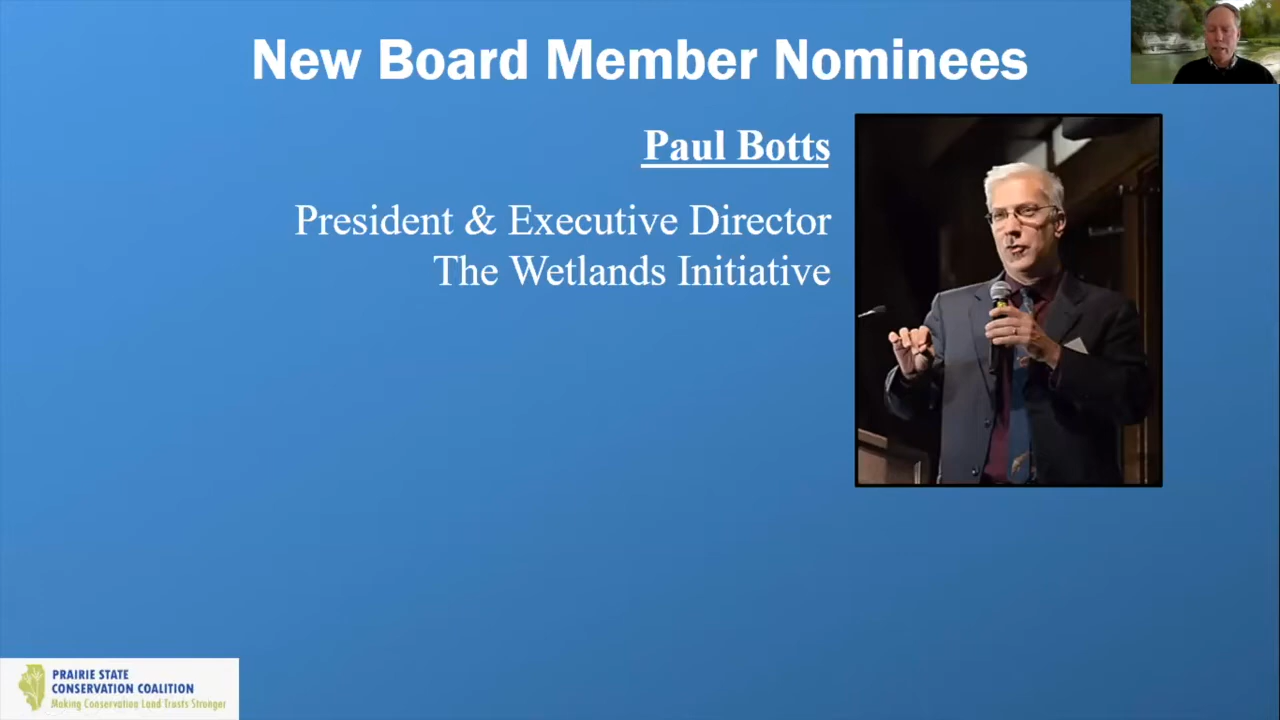 New Board Member Nominees
Paul Botts
President & Executive Director
The Wetlands Initiative
PRAIRIE STATE
CONSERVATION COALITION
Making Conservation Land Trusts Stronger